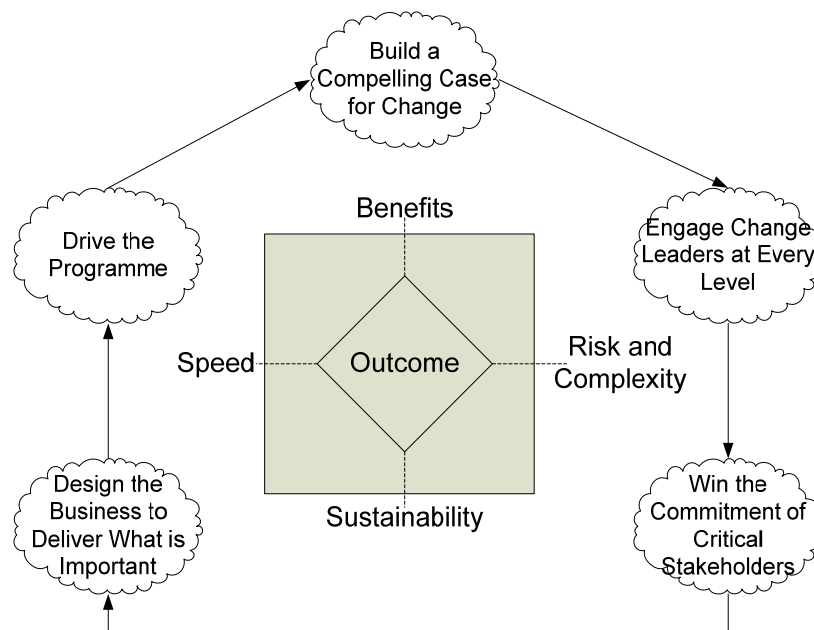 Build a
Compelling Case
for Change
Engage Change
Leaders at Every
Level
Win the
Commitment of
Critical
Stakeholders
Design the
Business to
Deliver What is
Important
Drive the
Programme
Benefits
Speed
Outcome
Risk and
Complexity
Sustainability